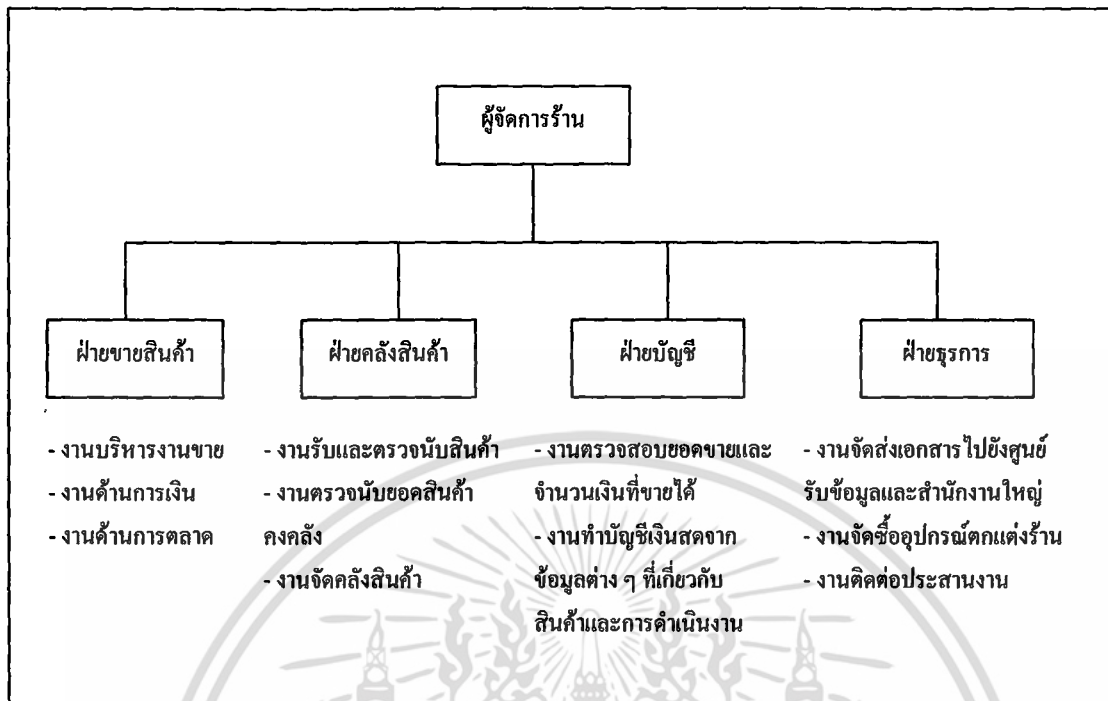 ผู้จัดการร้าน
ฝ่ายขายสินค้า
ฝ่ายคลังสินค้า
ฝ่ายบัญชี
ฝ่ายธุรการ
- งานบริหารงานขาย
- งานด้านการเงิน
- งานด้านการตลาด
- งานรับและตรวจนับสินค้า
- งานตรวจนับยอดสินค้า
คงคลัง
- งานจัดคลังสินค้า
- งานตรวจสอบยอดขายและ
จำนวนเงินที่ขายได้
- งานทำบัญชีเงินสดจาก
ข้อมูลต่าง ๆ ที่เกี่ยวกับ
สินค้าและการดำเนินงาน
- งานจัดส่งเอกสารไปยังศูนย์
รับข้อมูลและสำนักงานใหญ่
- งานจัดซื้ออุปกรณ์ตกแต่งร้าน
- งานติดต่อประสานงาน